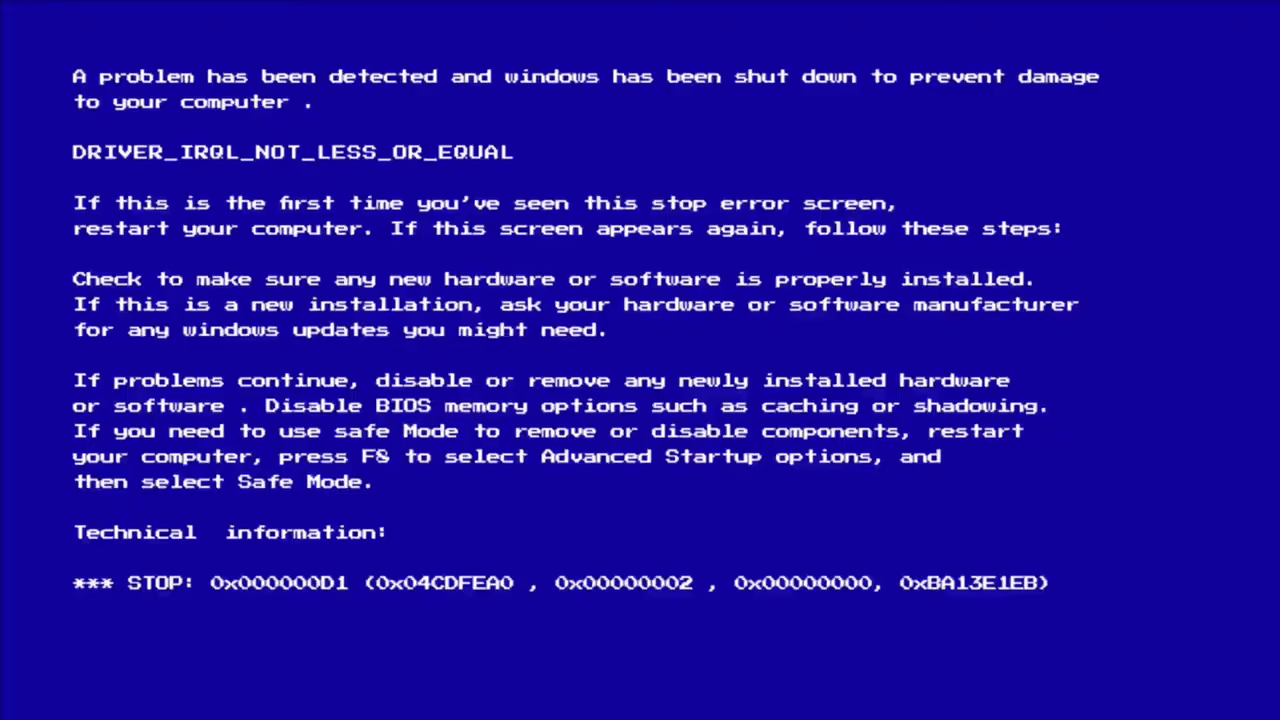 A problem has been detected and windows has been shut down to prevent damage
to your computer .
DRIVER_IRQL_NOT_LESS_OR_EQUAL
If this is the first time you've seen this stop error screen,
restart your computer. If this screen appears again, follow these steps:
Check to make sure any new hardware or software is properly installed.
If this is a new installation, ask your hardware or software manufacturer
for any windows updates you might need.
If problems continue, disable or remove any newly installed hardware
or software . Disable BIOS memory options such as caching or shadowing.
If you need to use safe Mode to remove or disable components, restart
your computer, press F8 to select Advanced Startup options, and
then select Safe Mode.
Technical  information:
*** STOP: 0x000000D1 (0x04CDFEA0 , 0x00000002 , 0x00000000, 0xBA13E1EB)